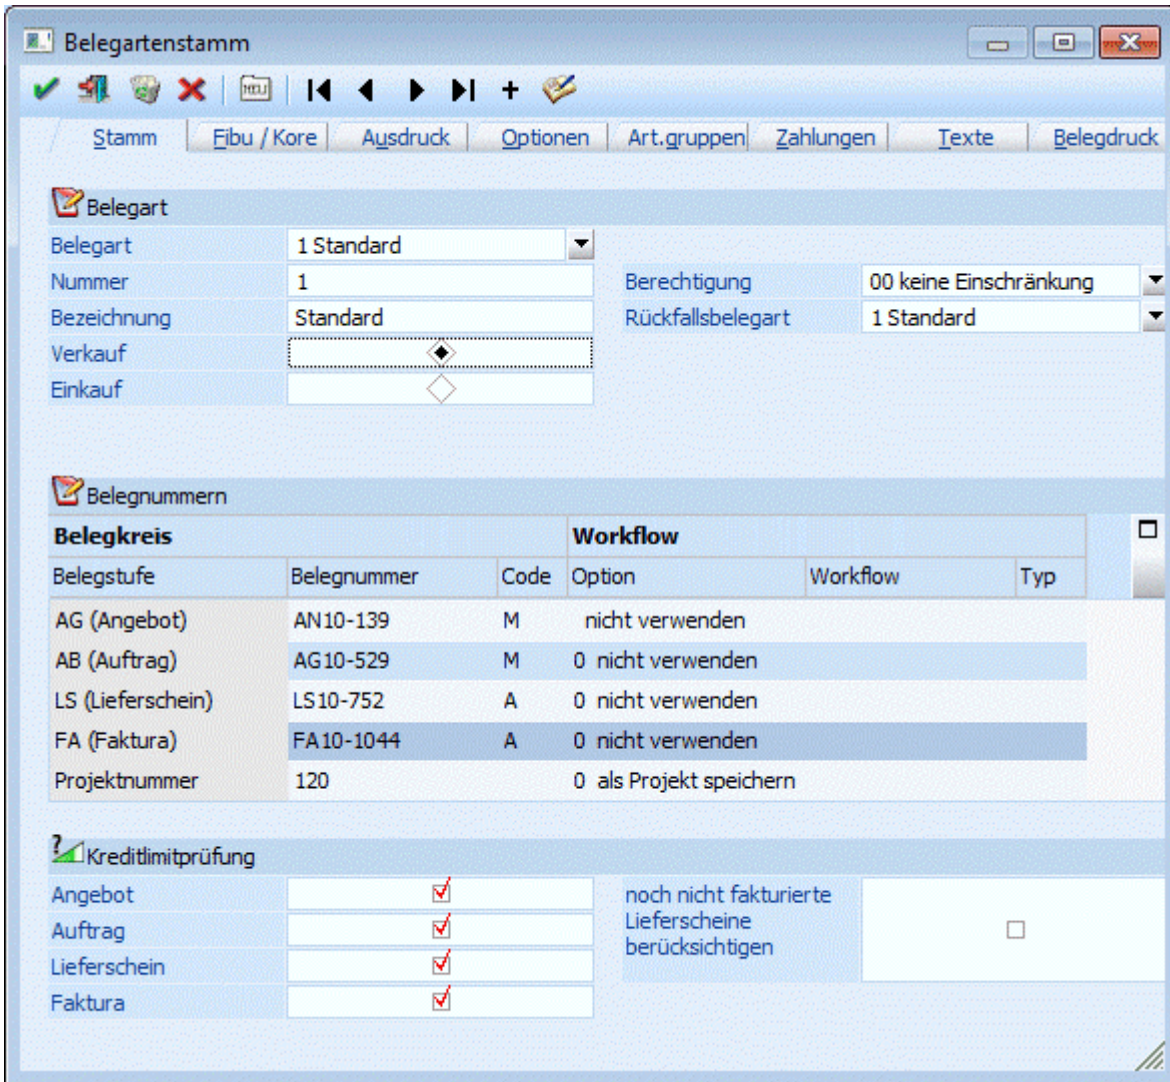 Belegartenstamm
MEU
Stamm Fibu / Kore Ausdruck Optionen Art.gruppen Zahlungen Texte Belegdruck
Belegart
Belegart 1 Standard
Nummer 1 Berechtigung 00 keine Einschränkung
Bezeichnung Standard Rückfallsbelegart 1 Standard
Verkauf
Einkauf
Belegnummern
Belegkreis Workflow
Belegstufe Belegnummer Code Option Workflow Typ
AG (Angebot) AN10-139 M nicht verwenden
AB (Auftrag) AG10-529 M 0 nicht verwenden
LS (Lieferschein) LS10-752 A 0 nicht verwenden
FA (Faktura) FA10-1044 A 0 nicht verwenden
Projektnummer 120 0 als Projekt speichern
Kreditlimitprüfung
Angebot noch nicht fakturierte
Auftrag Lieferscheine
berücksichtigen
Lieferschein
Faktura